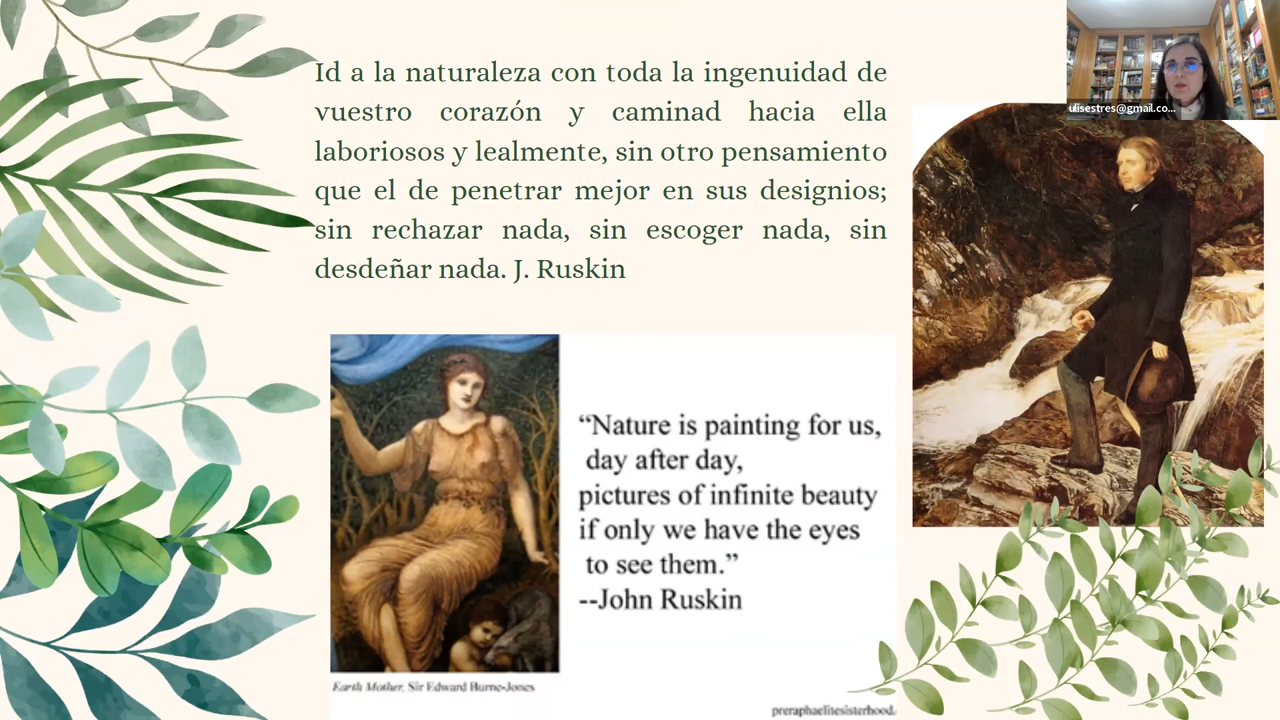 Id a la naturaleza con toda la ingenuidad de
vuestro corazón y caminad hacia ella
laboriosos y lealmente, sin otro pensamiento
que el de penetrar mejor en sus designios;
sin rechazar nada, sin escoger nada, sin
desdeñar nada. J. Ruskin
ulisestres@gmail.co...
“Nature is painting for us,
day after day,
pictures of infinite beauty
if only we have the eyes
to see them.”
--John Ruskin
Earth Mother, Sir Edward Burne-Jones
preraphaelitesisterhood.